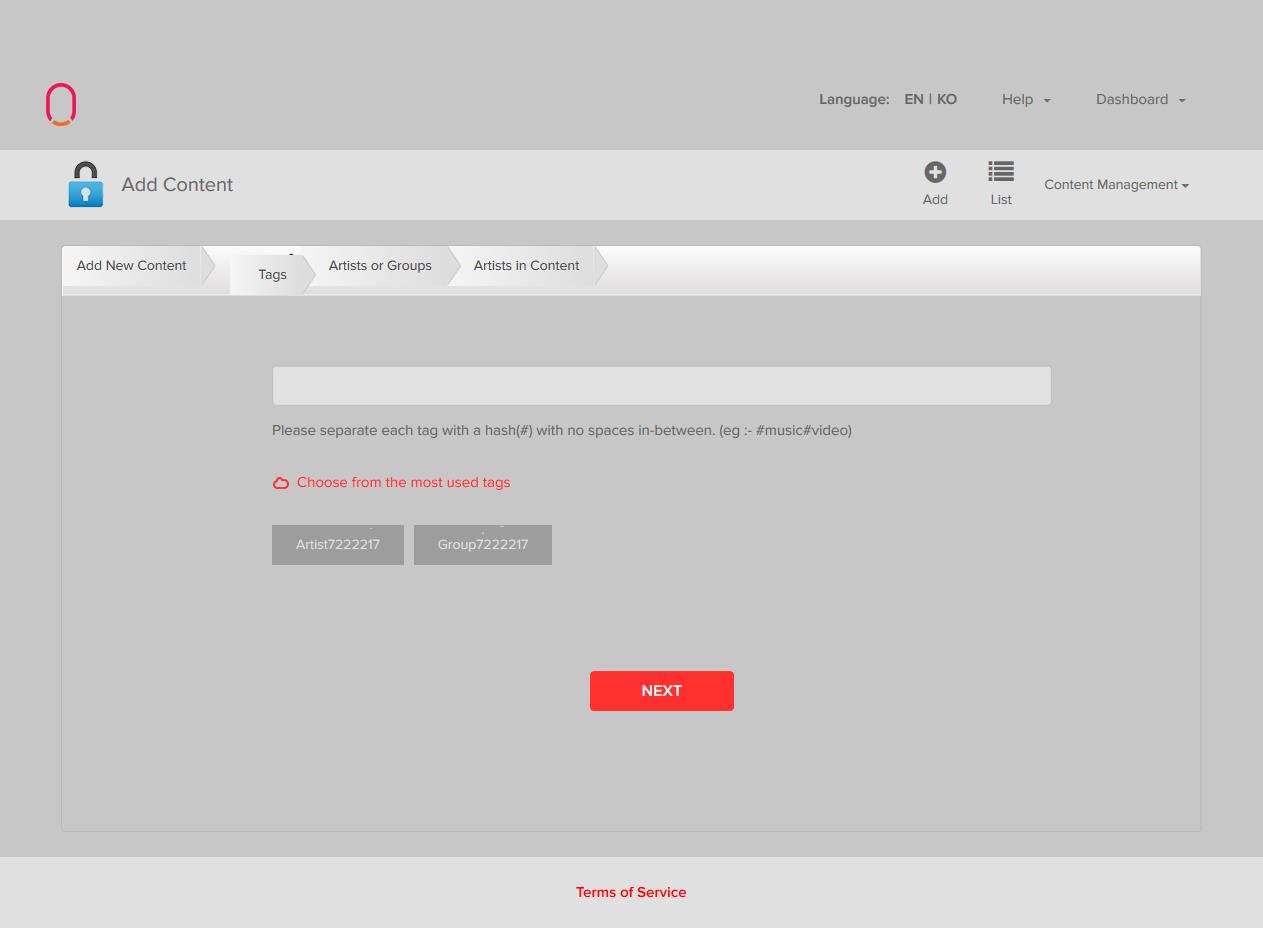 Language: EN | KO Help Dashboard
Add Content
Add List Content Management
Add New Content Tags Artists or Groups Artists in Content
Please separate each tag with a hash(#) with no spaces in-between. (eg :- #music#video)
Choose from the most used tags
Artist7222217 Group7222217
NEXT
Terms of Service